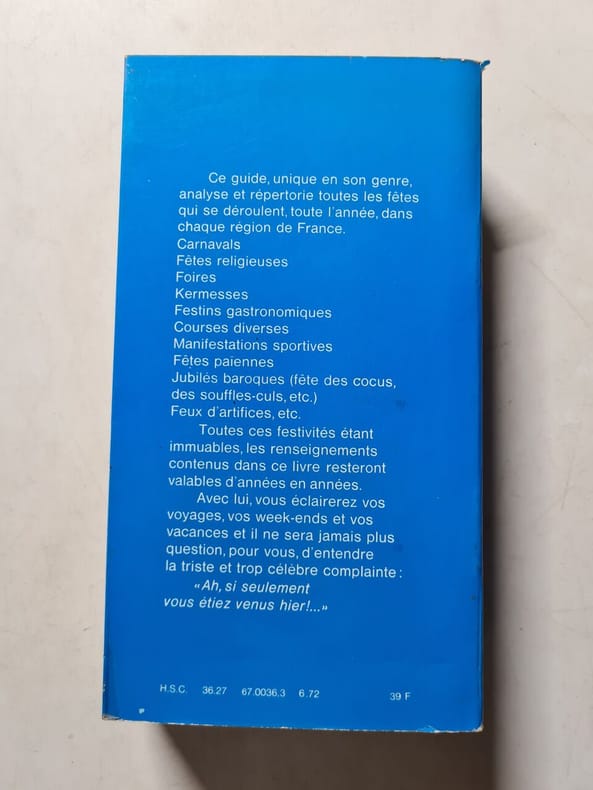 Ce guide, unique en son genre,
analyse et répertorie toutes les fêtes
qui se déroulent, toute l'année, dans
chaque région de France.
Carnavals
Fêtes religieuses
Foires
Kermesses
Festins gastronomiques
Courses diverses
Manifestations sportives
Fêtes paiennes
Jubilés baroques (fête des cocus,
des souffles-culs, etc.)
Feux d'artifices, etc.
Toutes ces festivités étant
immuables, les renseignements
contenus dans ce livre resteront
valables d'années en années.
Avec lui, vous éclairerez vos
voyages, vos week-ends et vos
vacances et il ne sera jamais plus
question, pour vous, d'entendre
la triste et trop célèbre complainte :
«Ah, si seulement
vous étiez venus hier!...»
H.S.C. 36.27 67.0036,3 6.72 39 F